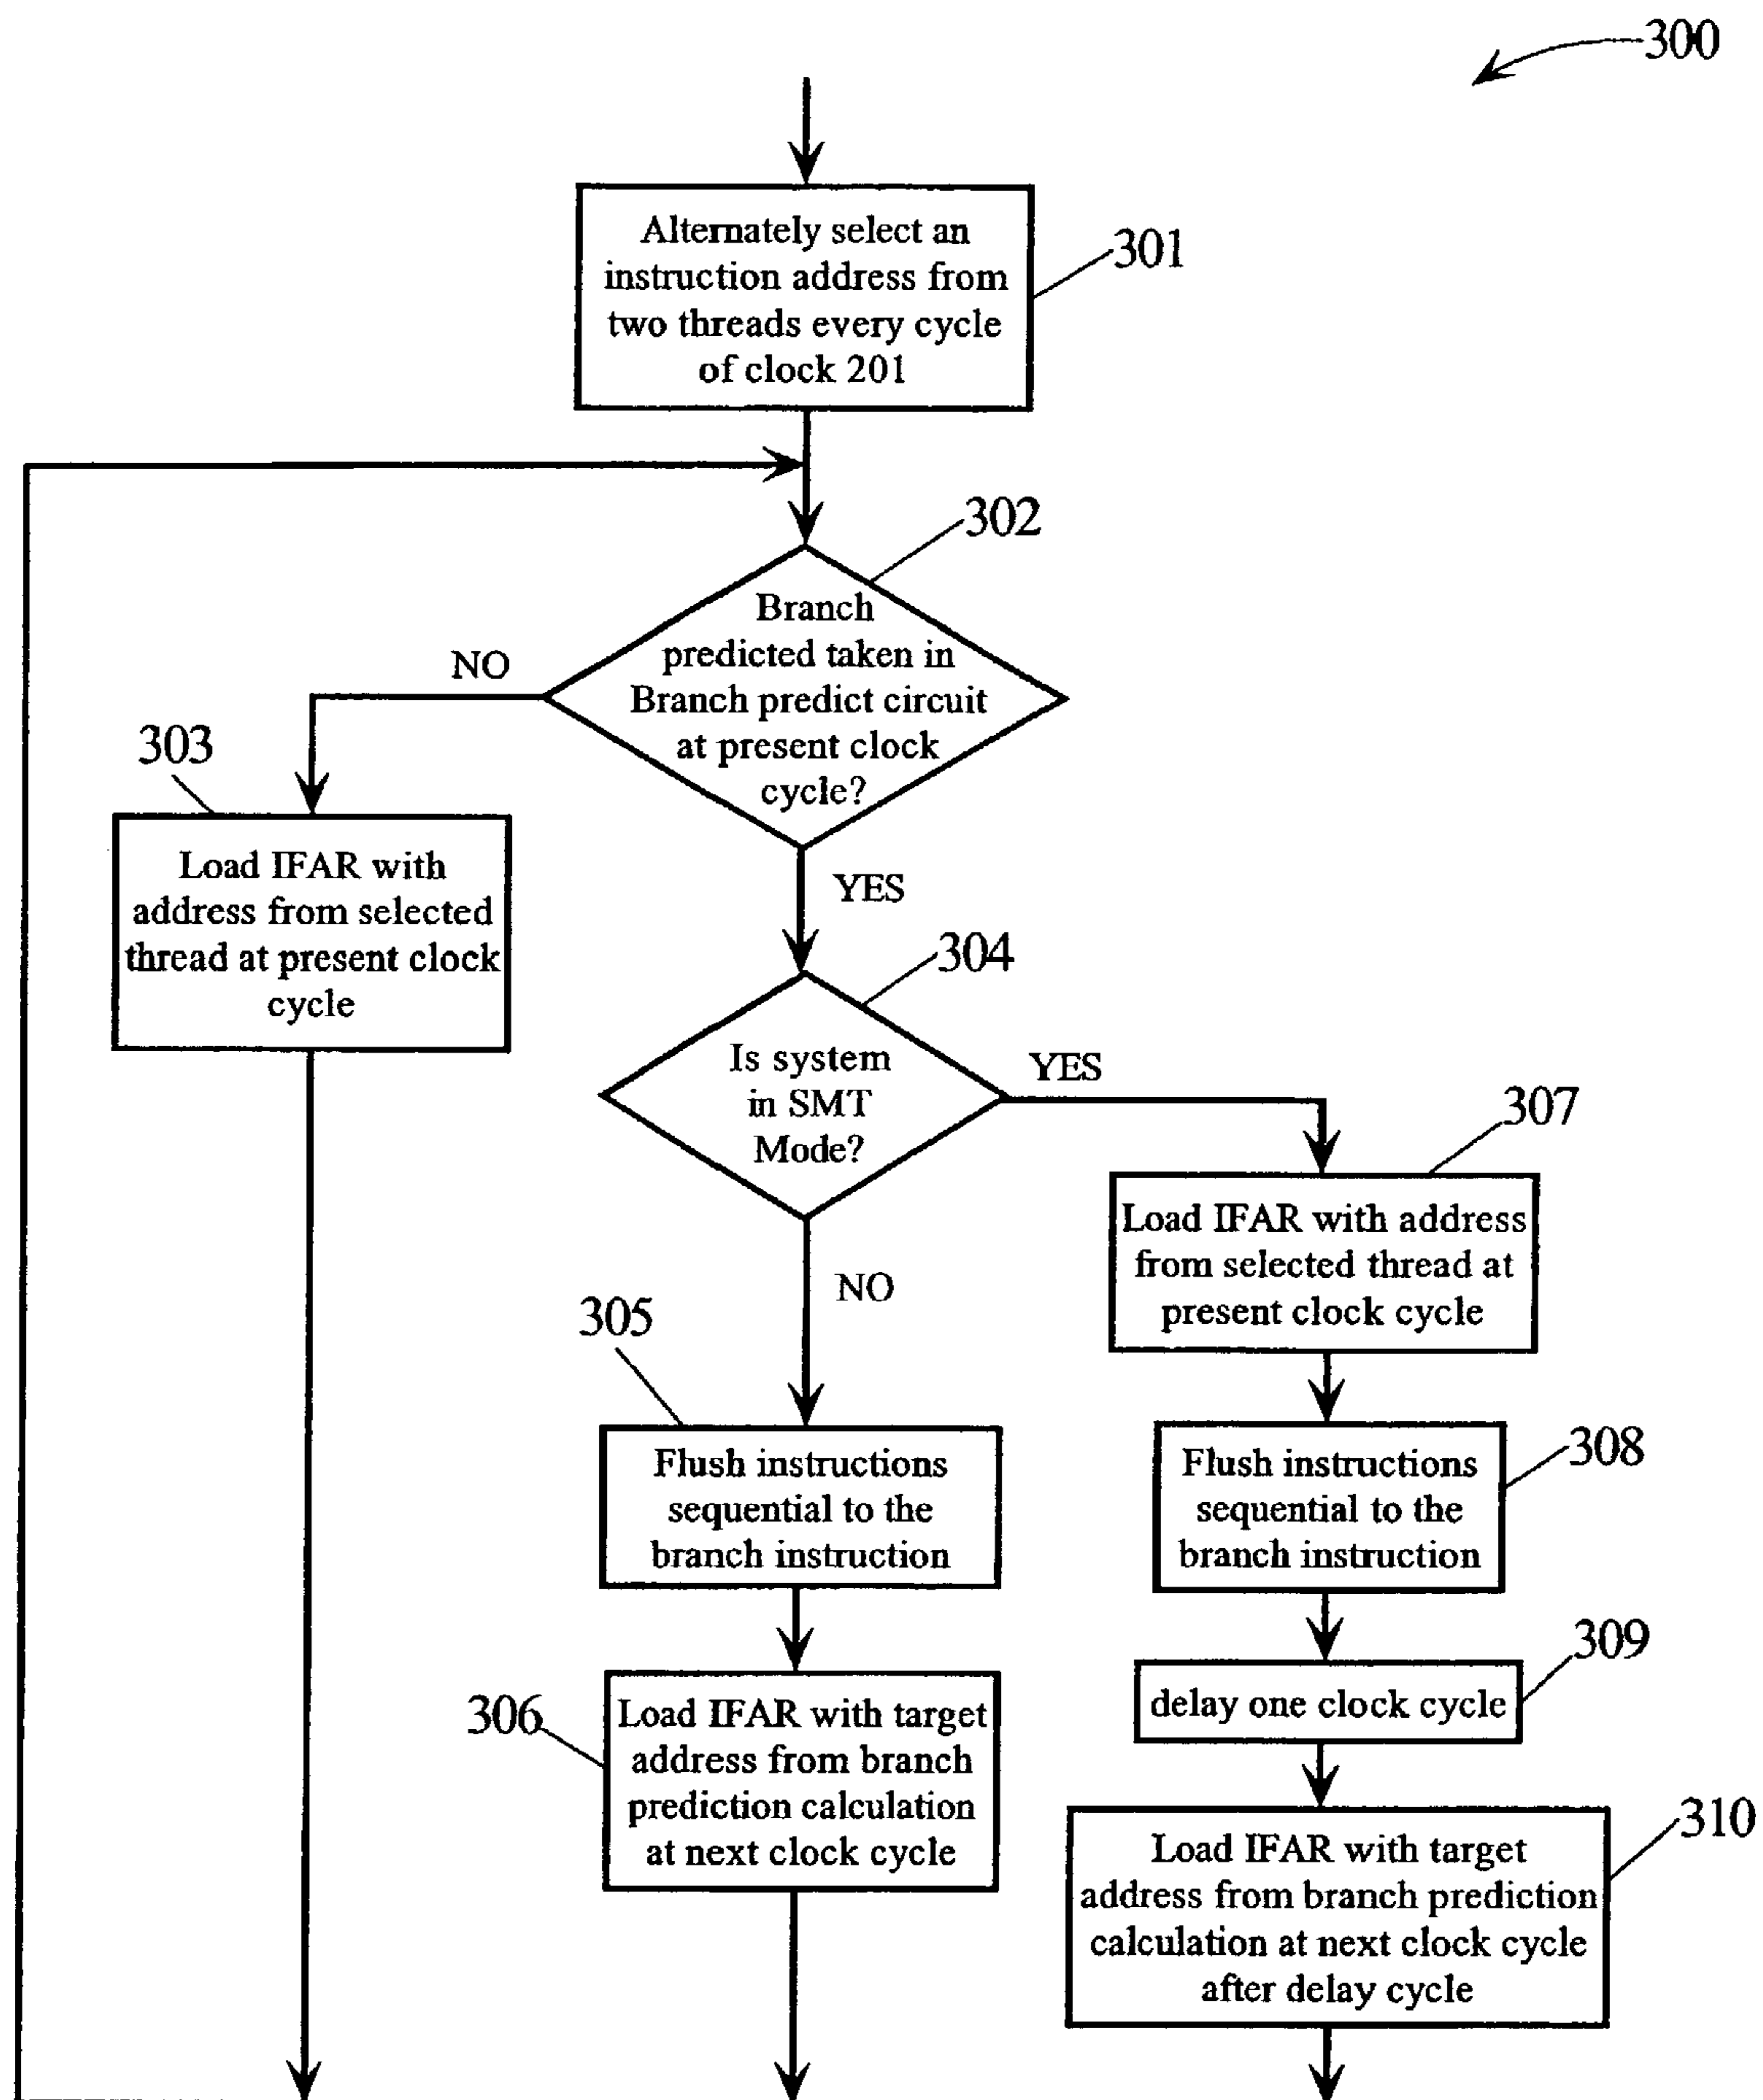 300
Alternately select an
instruction address from
two threads every cycle
of clock 201
301
302
Branch
predicted taken in
Branch predict circuit
at present clock
cycle?
NO
303
Load IFAR with
address from selected
thread at present clock
cycle
YES
304
Is system
in SMT
Mode?
YES
307
Load IFAR with address
from selected thread at
present clock cycle
NO
305
Flush instructions
sequential to the
branch instruction
308
Flush instructions
sequential to the
branch instruction
309
delay one clock cycle
306
Load IFAR with target
address from branch
prediction calculation
at next clock cycle
310
Load IFAR with target
address from branch prediction
calculation at next clock cycle
after delay cycle